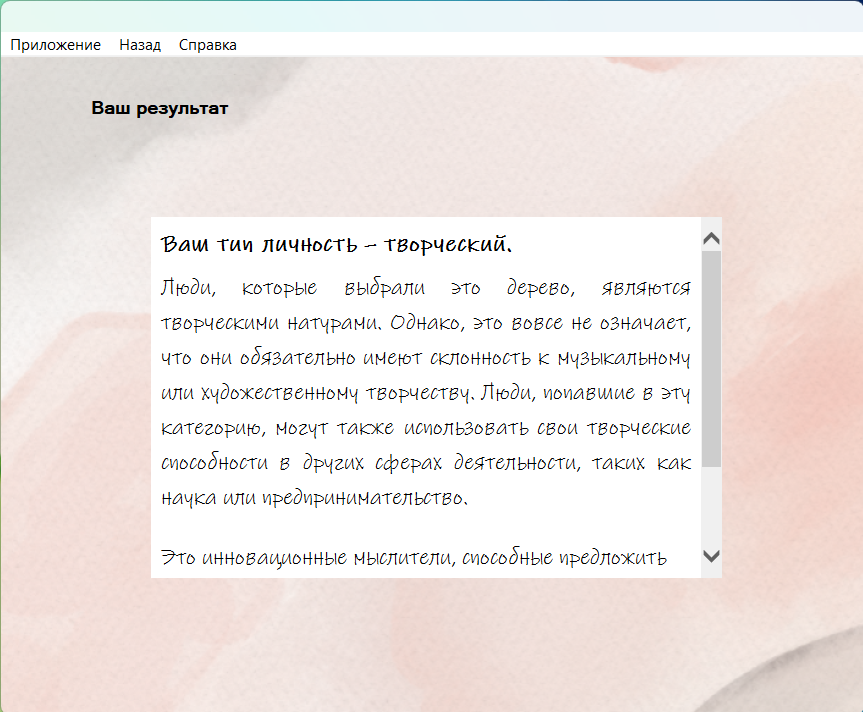 Приложение Назад Справка
Ваш результат
Ваш тип личность – творческий.
Люди, которые выбрали это дерево, являются
творческими натурами. Однако, это вовсе не означает,
что они обязательно имеют склонность к музыкальному
или художественному творчеству. Люди, попавшие в эту
категорию, могут также использовать свои творческие
способности в других сферах деятельности, таких как
наука или предпринимательство.
Это инновационные мыслители, способные предложить